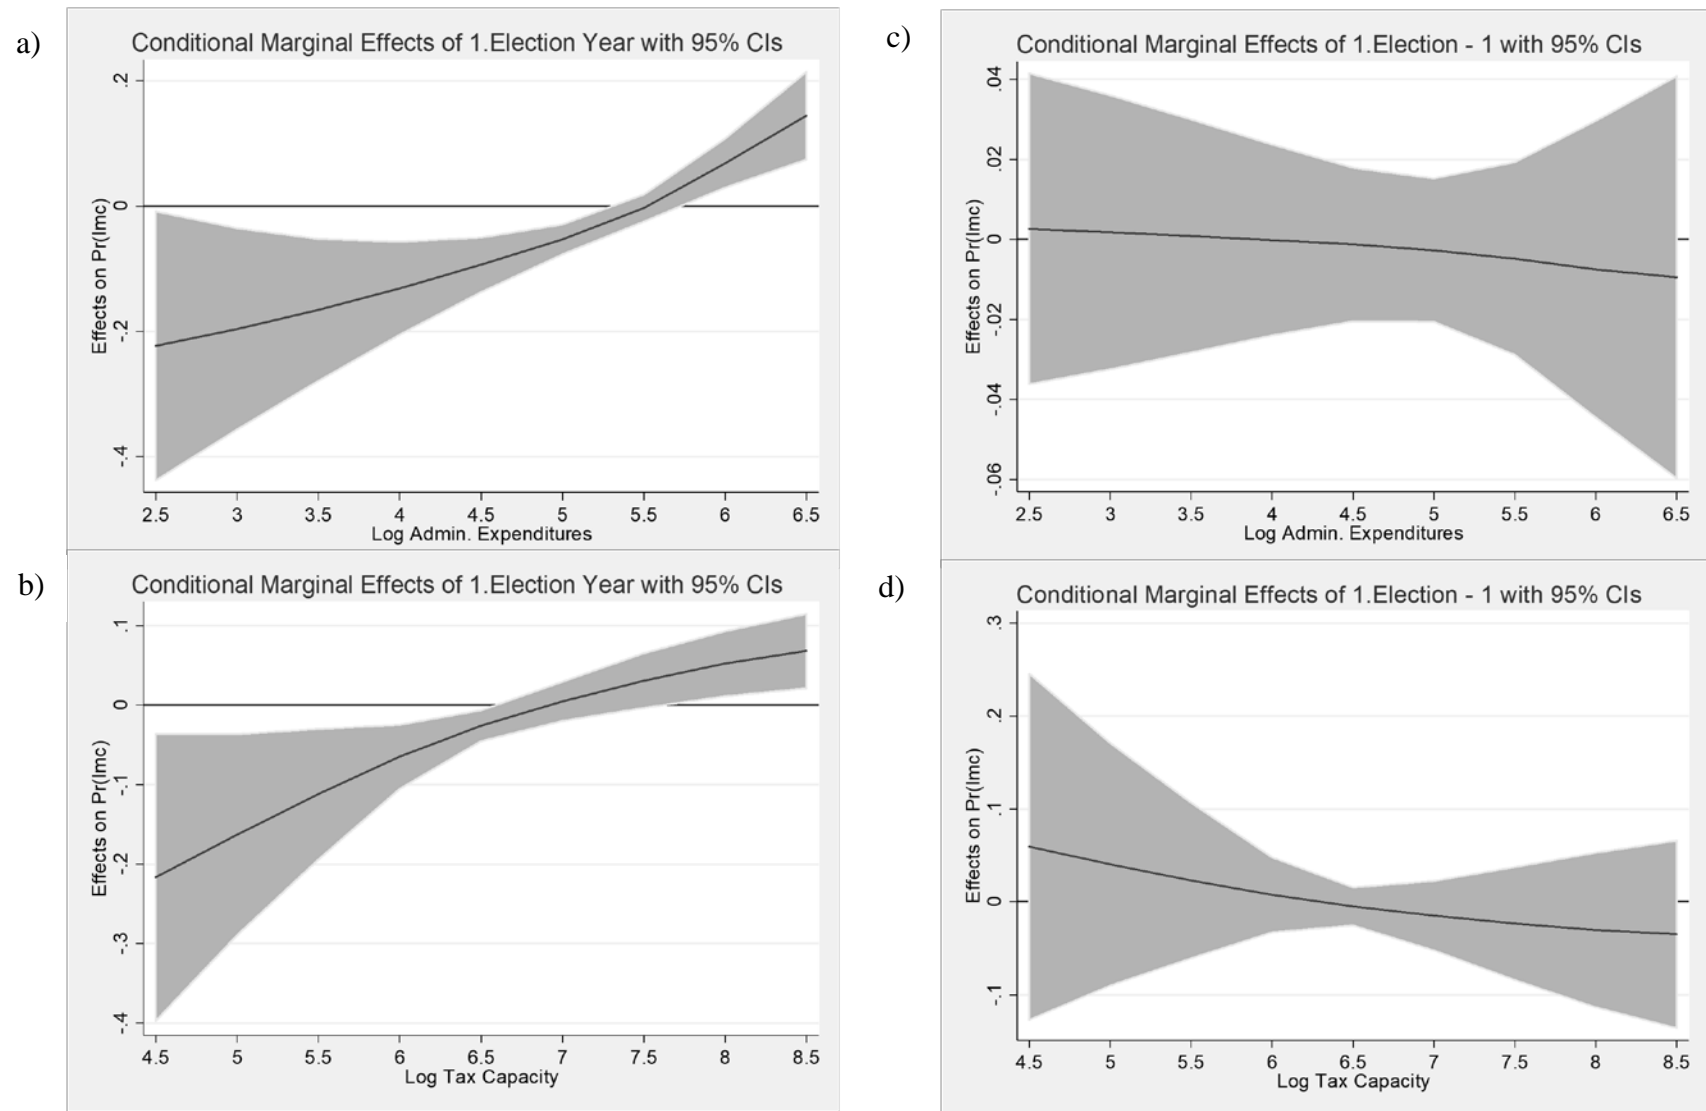 a)
Conditional Marginal Effects of 1.Election Year with 95% CIs
Effects on Pr(Imc)
.2
0
-.2
-.4
2.5 3 3.5 4 4.5 5 5.5 6 6.5
Log Admin. Expenditures
b)
Conditional Marginal Effects of 1.Election Year with 95% CIs
Effects on Pr(Imc)
.1
0
-.1
-.2
-.3
-.4
4.5 5 5.5 6 6.5 7 7.5 8 8.5
Log Tax Capacity
c)
Conditional Marginal Effects of 1.Election - 1 with 95% CIs
Effects on Pr(Imc)
.04
.02
0
-.02
-.04
-.06
2.5 3 3.5 4 4.5 5 5.5 6 6.5
Log Admin. Expenditures
d)
Conditional Marginal Effects of 1.Election - 1 with 95% CIs
Effects on Pr(Imc)
.3
.2
.1
0
-.1
4.5 5 5.5 6 6.5 7 7.5 8 8.5
Log Tax Capacity